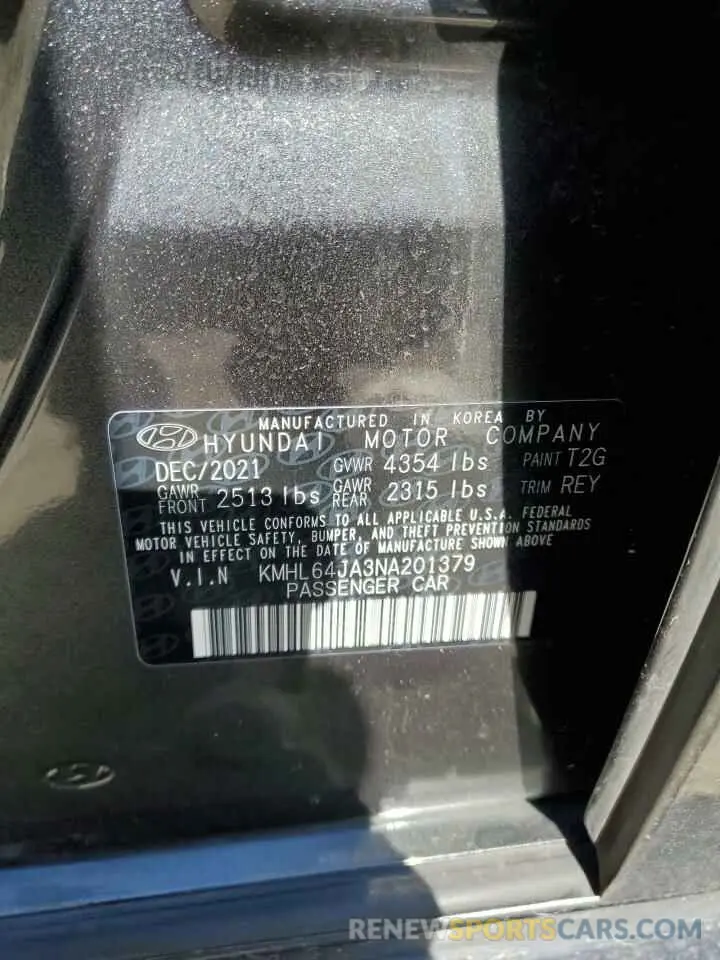 MANUFACTURED IN KOREA BY
HYUNDAI MOTOR COMPANY
DEC/2021 GVWR 4354 lbs PAINT T2G
GAWR FRONT 2513 lbs GAWR REAR 2315 lbs TRIM REY
THIS VEHICLE CONFORMS TO ALL APPLICABLE U.S.A. FEDERAL
MOTOR VEHICLE SAFETY, BUMPER, AND THEFT PREVENTION STANDARDS
IN EFFECT ON THE DATE OF MANUFACTURE SHOWN ABOVE
V.I.N KMHL64JA3NA201379
PASSENGER CAR
RENEWSPORTSCARS.COM